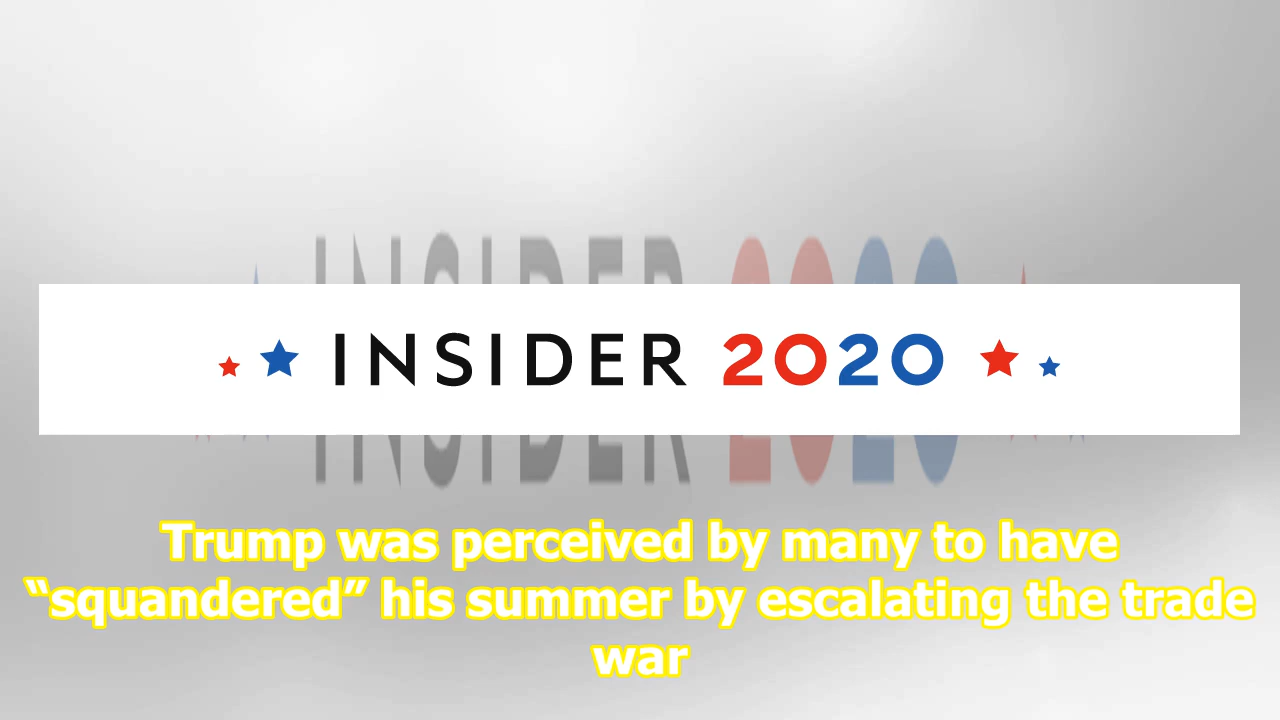 INSIDER 2020
Trump was perceived by many to have
“squandered” his summer by escalating the trade
war